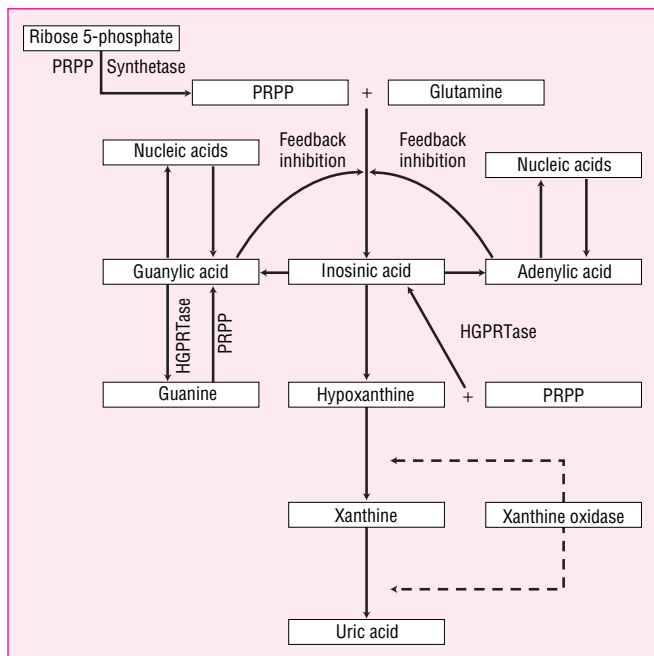 Ribose 5-phosphate
PRPP Synthetase
PRPP + Glutamine
Feedback
inhibition
Feedback
inhibition
Nucleic acids
Nucleic acids
Guanylic acid
Inosinic acid
Adenylic acid
HGPRTase
PRPP
HGPRTase
Guanine
Hypoxanthine + PRPP
Xanthine
Xanthine oxidase
Uric acid